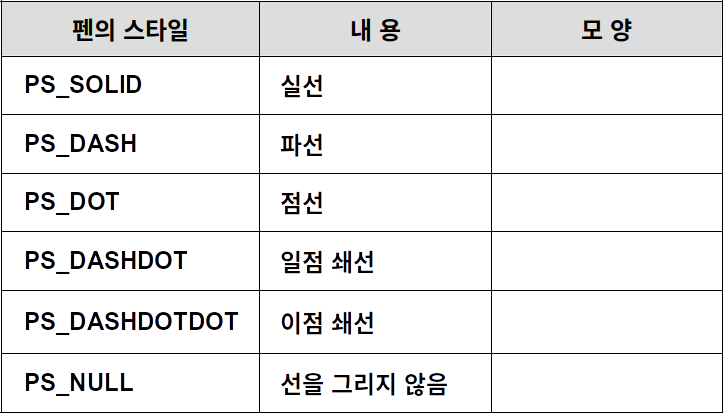 펜의 스타일 내 용 모 양
PS_SOLID 실선
PS_DASH 파선
PS_DOT 점선
PS_DASHDOT 일점 쇄선
PS_DASHDOTDOT 이점 쇄선
PS_NULL 선을 그리지 않음